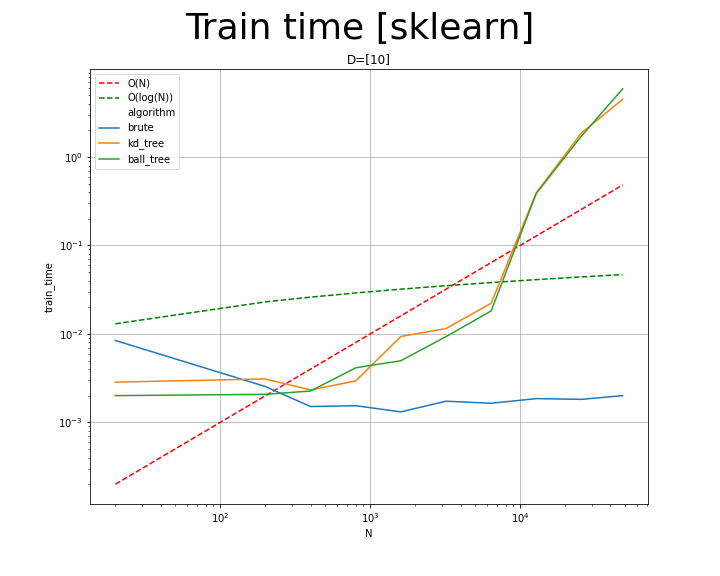 Train time [sklearn]
D=[10]
O(N)
O(log(N))
algorithm
brute
kd_tree
ball_tree
train_time
10⁰
10⁻¹
10⁻²
10⁻³
10²
10³
10⁴
N